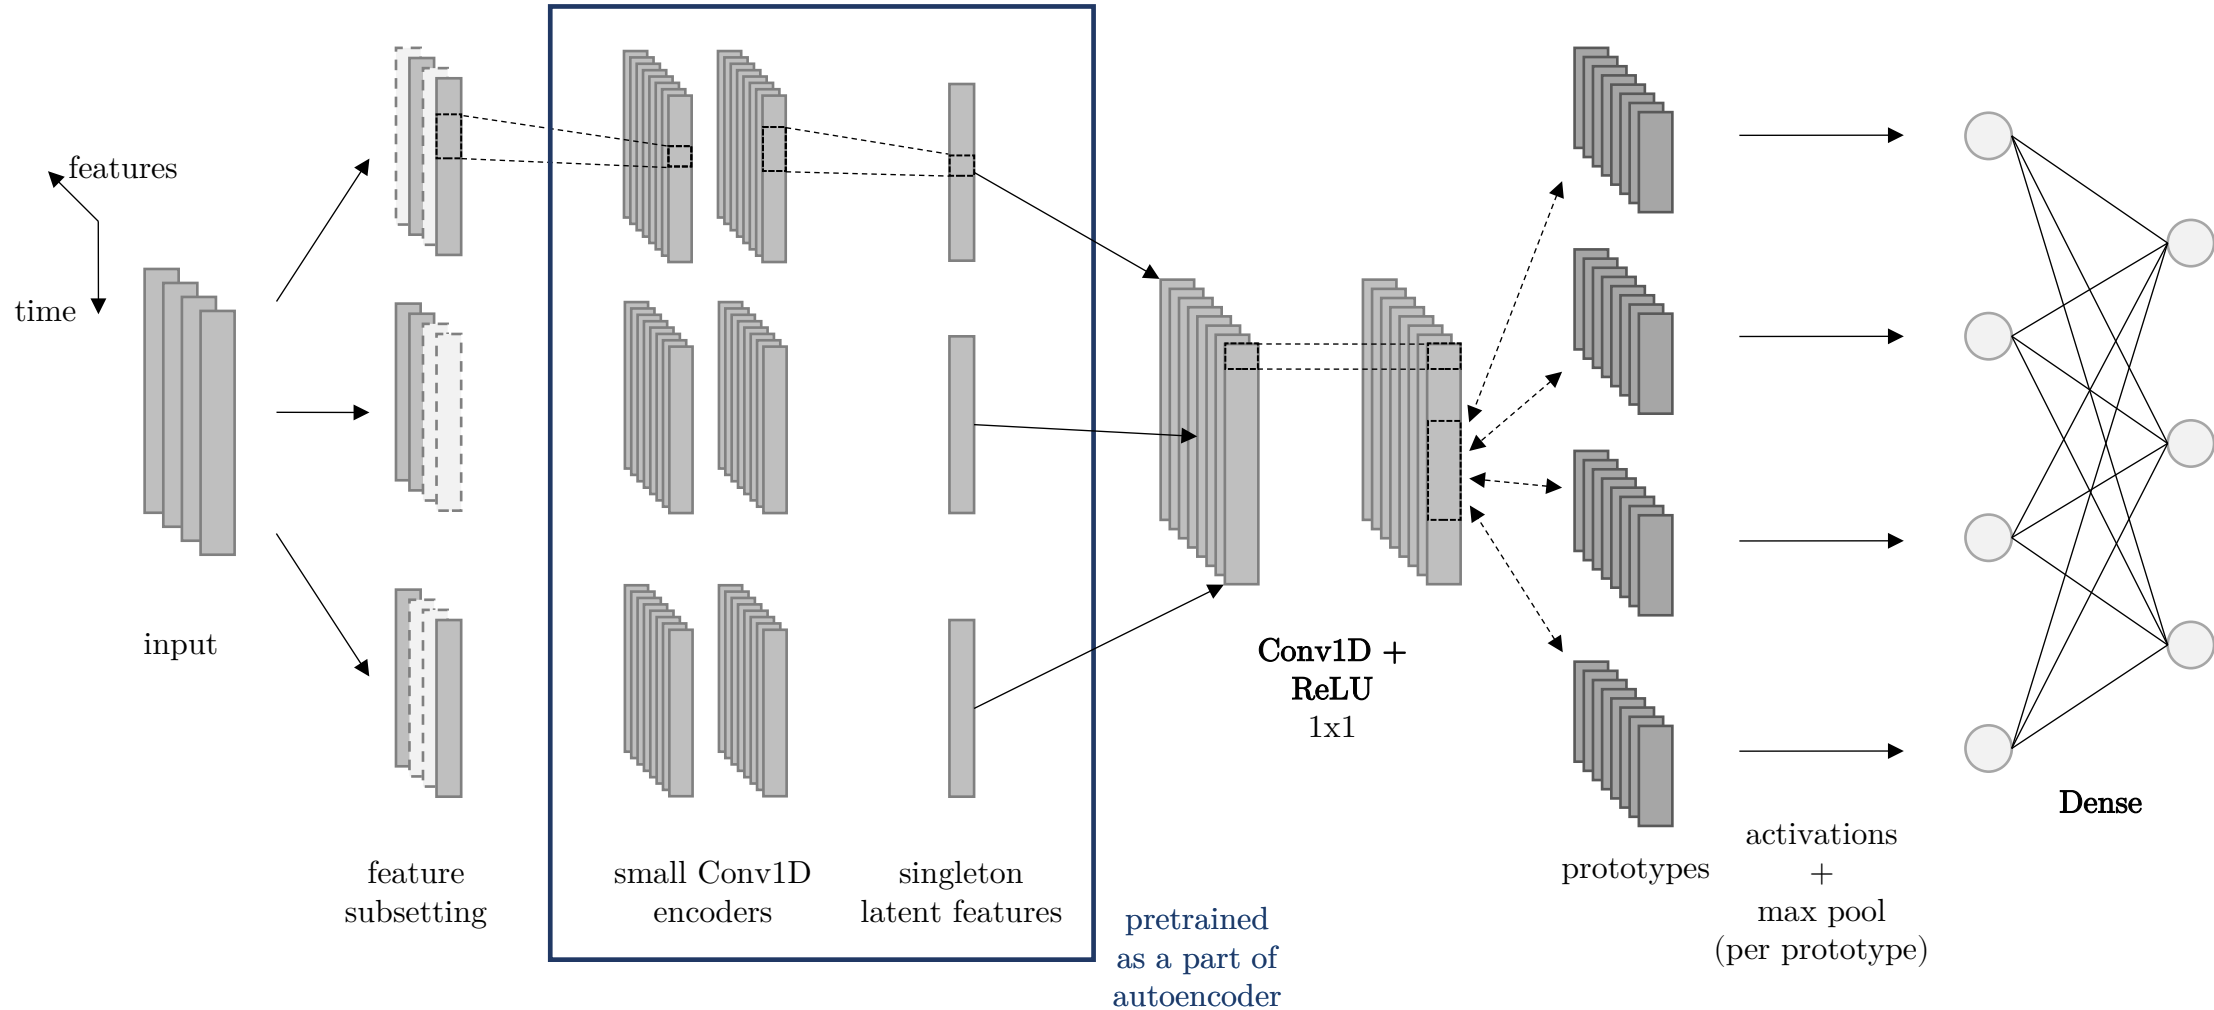 features
time
input
feature
subsetting
small Conv1D
encoders
singleton
latent features
pretrained
as a part of
autoencoder
Conv1D +
ReLU
1x1
prototypes
activations
+
max pool
(per prototype)
Dense